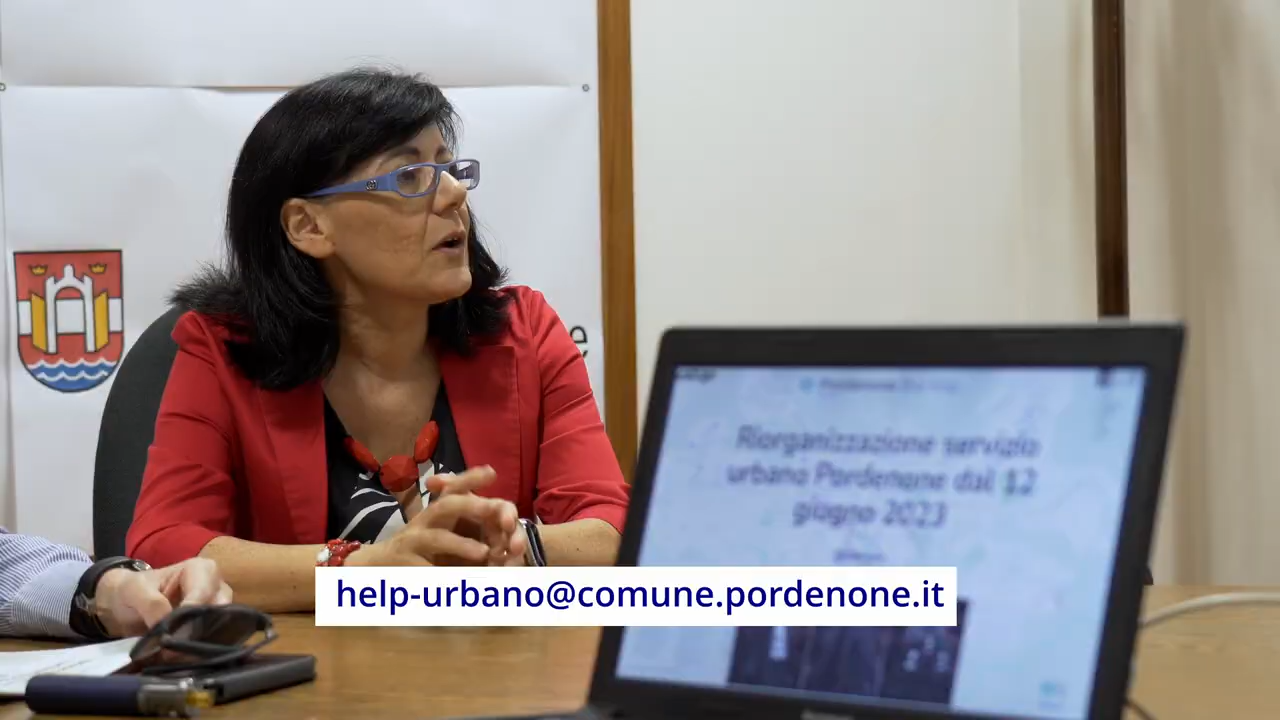 e
Riorganizzazione servizio
urbano Pordenone dal 12
giugno 2023
help-urbano@comune.pordenone.it